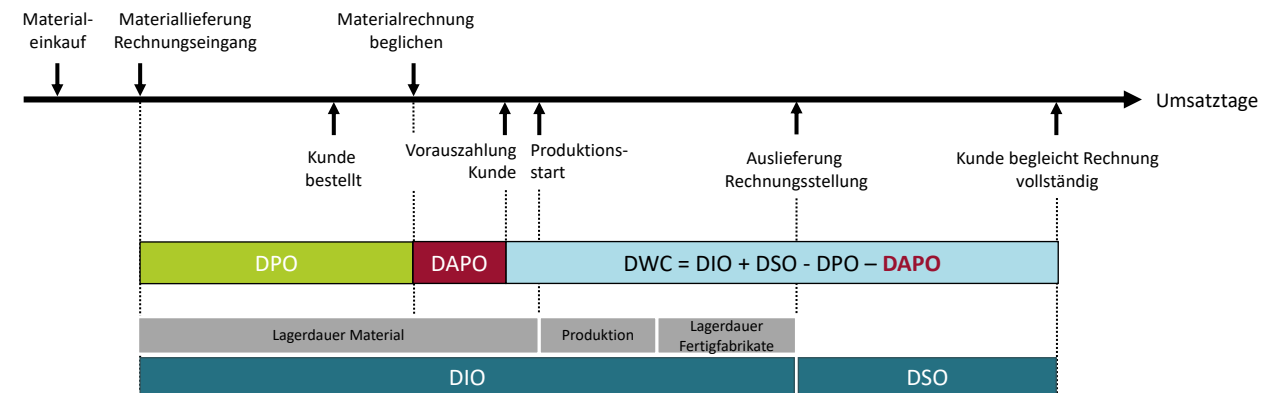 Material-
einkauf
Materiallieferung
Rechnungseingang
Materialrechnung
beglichen
Umsatztage
Kunde
bestellt
Vorauszahlung
Kunde
Produktions-
start
Auslieferung
Rechnungsstellung
Kunde begleicht Rechnung
vollständig
DPO
DAPO
DWC = DIO + DSO - DPO – DAPO
Lagerdauer Material
Produktion
Lagerdauer
Fertigfabrikate
DIO
DSO